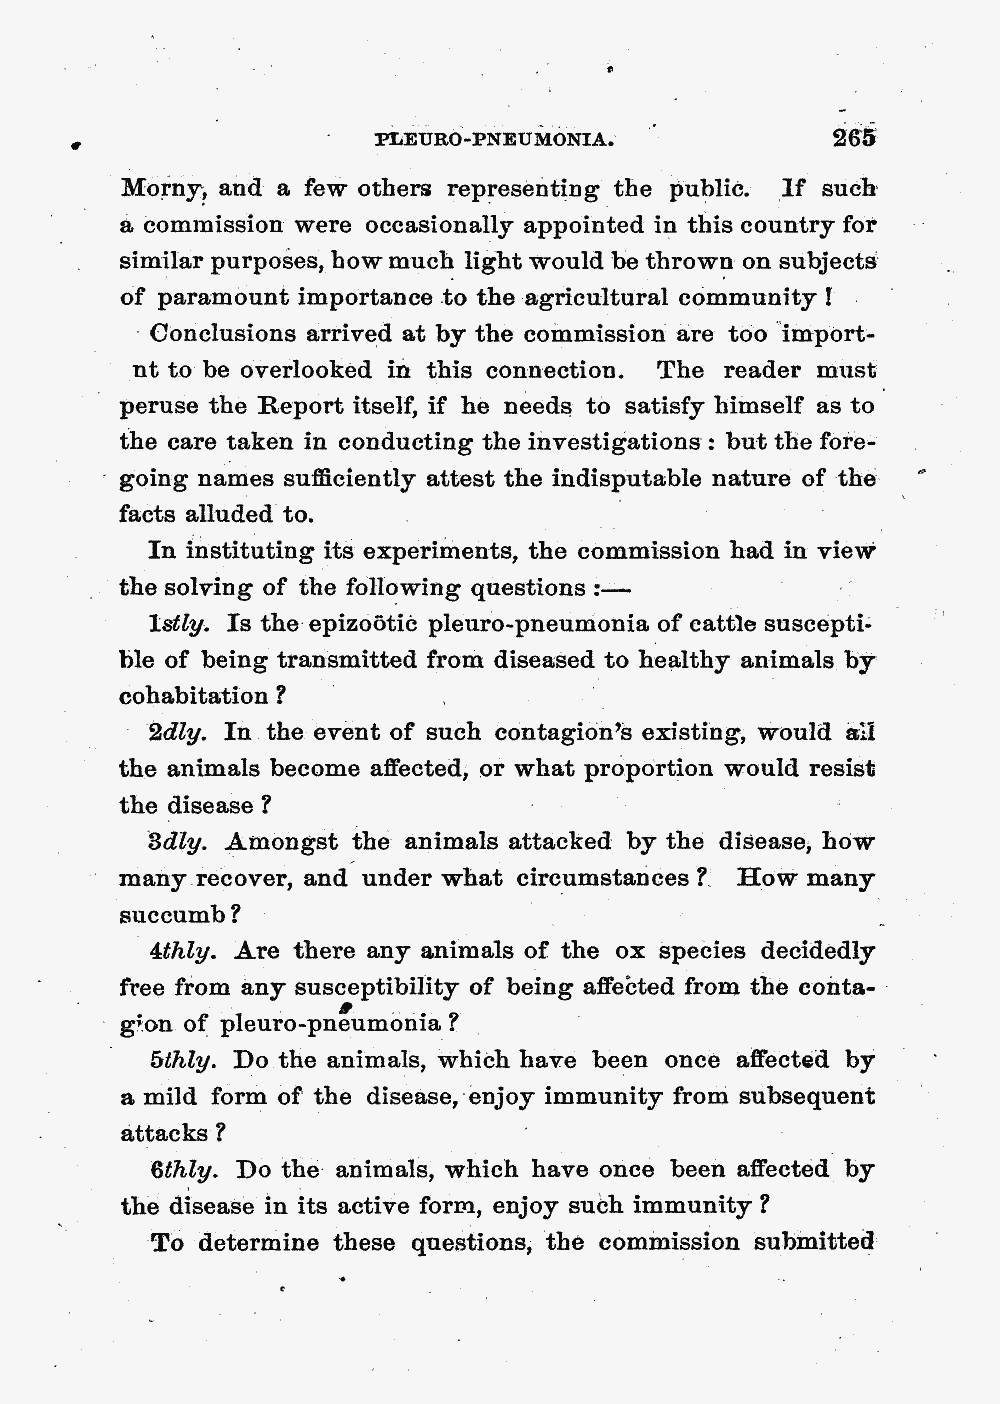 PLEURO-PNEUMONIA. 265
Morny, and a few others representing the public. If such
a commission were occasionally appointed in this country for
similar purposes, how much light would be thrown on subjects
of paramount importance to the agricultural community !
Conclusions arrived at by the commission are too import-
nt to be overlooked in this connection. The reader must
peruse the Report itself, if he needs to satisfy himself as to
the care taken in conducting the investigations : but the fore-
going names sufficiently attest the indisputable nature of the
facts alluded to.
In instituting its experiments, the commission had in view
the solving of the following questions :—
1stly. Is the epizoötic pleuro-pneumonia of cattle suscepti-
ble of being transmitted from diseased to healthy animals by
cohabitation ?
2dly. In the event of such contagion's existing, would all
the animals become affected, or what proportion would resist
the disease ?
3dly. Amongst the animals attacked by the disease, how
many recover, and under what circumstances ? How many
succumb ?
4thly. Are there any animals of the ox species decidedly
free from any susceptibility of being affected from the conta-
gion of pleuro-pneumonia ?
5thly. Do the animals, which have been once affected by
a mild form of the disease, enjoy immunity from subsequent
attacks ?
6thly. Do the animals, which have once been affected by
the disease in its active form, enjoy such immunity ?
To determine these questions, the commission submitted